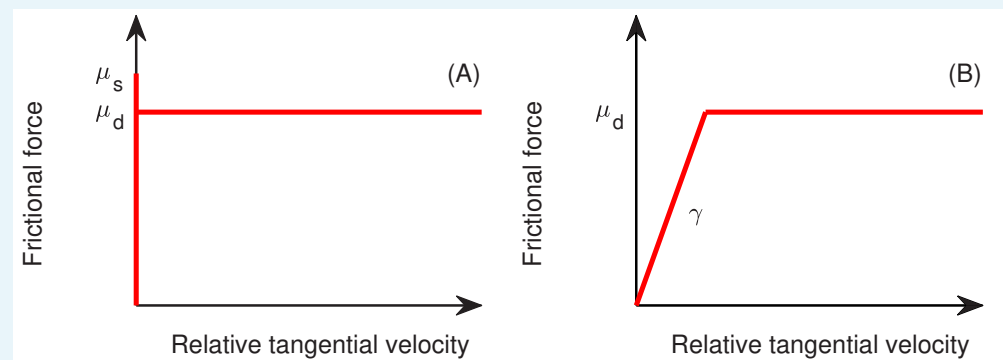 (A)
μs
μd
Frictional force
Relative tangential velocity
(B)
μd
γ
Frictional force
Relative tangential velocity